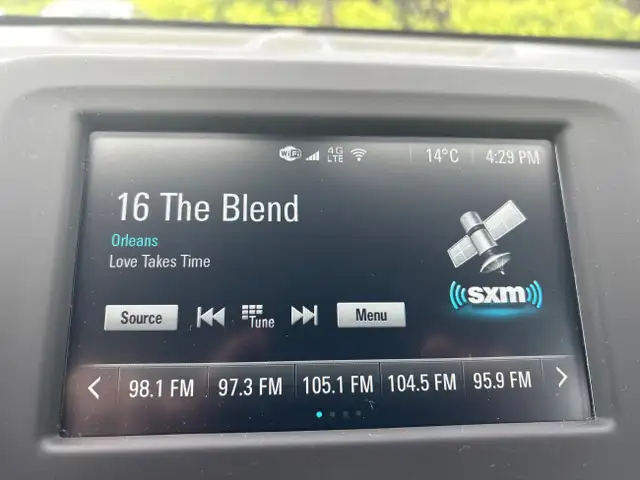 WiFi 4G LTE 14°C 4:29 PM
16 The Blend
Orleans
Love Takes Time
((sxm))
Source Tune Menu
98.1 FM 97.3 FM 105.1 FM 104.5 FM 95.9 FM